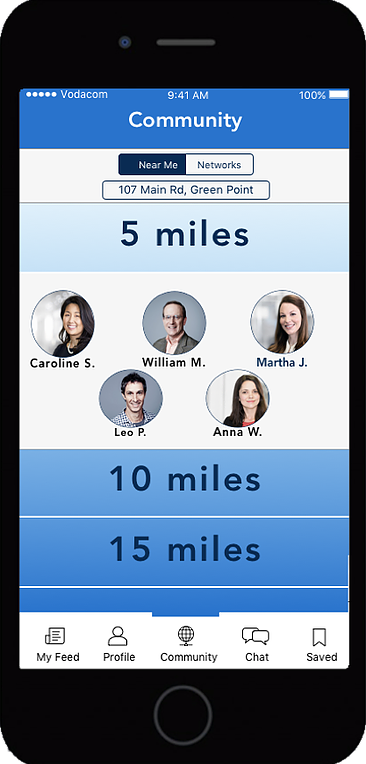 Vodacom 9:41 AM 100%
Community
Near Me Networks
107 Main Rd, Green Point
5 miles
Caroline S. William M. Martha J.
Leo P. Anna W.
10 miles
15 miles
My Feed Profile Community Chat Saved